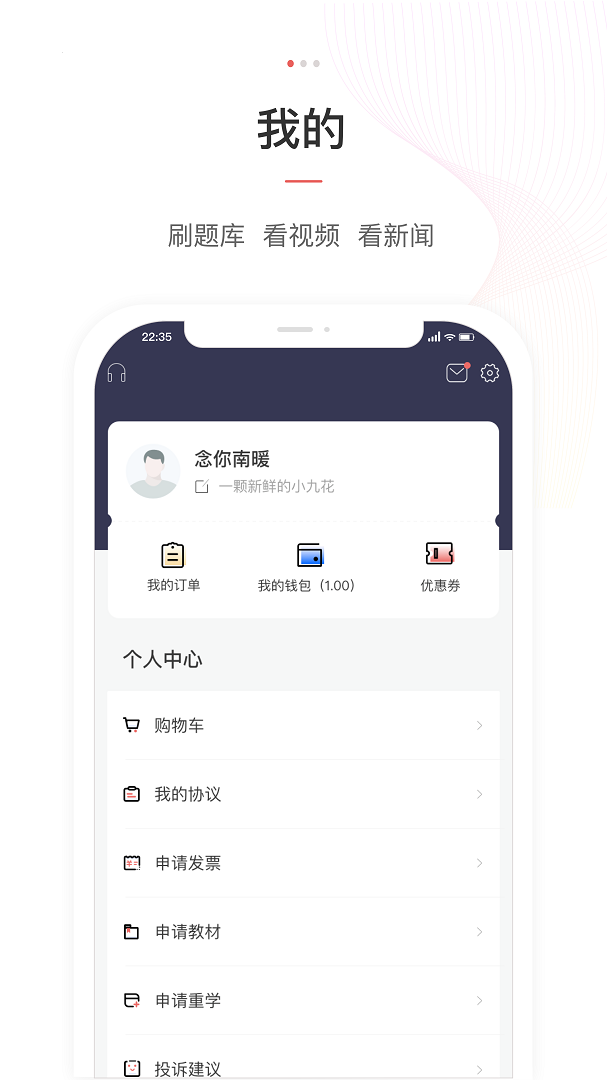 我的
刷题库 看视频 看新闻
22:35
念你南暖
一颗新鲜的小九花
我的订单 我的钱包（1.00） 优惠券
个人中心
购物车
我的协议
申请发票
申请教材
申请重学
投诉建议